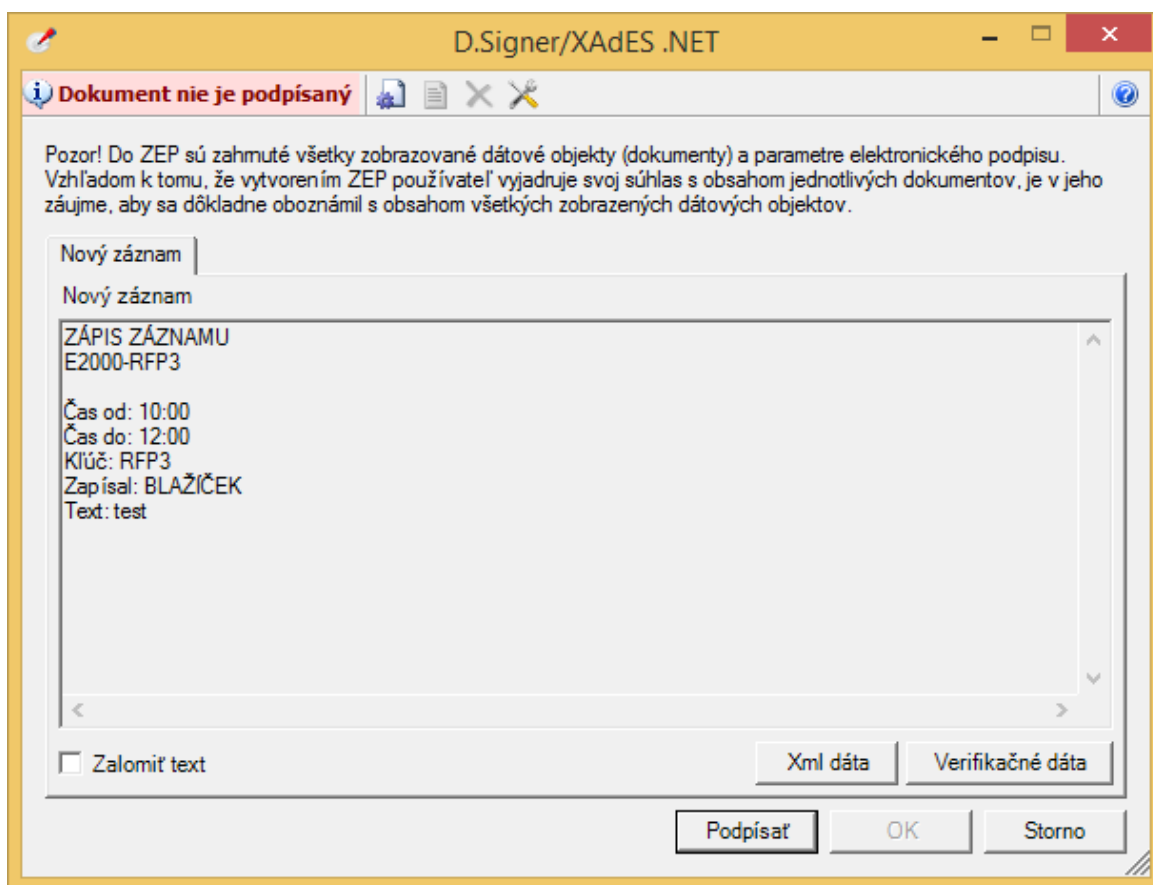 D.Signer/XAdES .NET
Dokument nie je podpísaný
Pozor! Do ZEP sú zahrnuté všetky zobrazované dátové objekty (dokumenty) a parametre elektronického podpisu.
Vzhľadom k tomu, že vytvorením ZEP používateľ vyjadruje svoj súhlas s obsahom jednotlivých dokumentov, je v jeho
záujme, aby sa dôkladne oboznámil s obsahom všetkých zobrazených dátových objektov.
Nový záznam
Nový záznam
ZÁPIS ZÁZNAMU
E2000-RFP3
Čas od: 10:00
Čas do: 12:00
Kľúč: RFP3
Zapísal: BLAŽÍČEK
Text: test
Zalomiť text
Xml dáta
Verifikačné dáta
Podpísať
OK
Storno